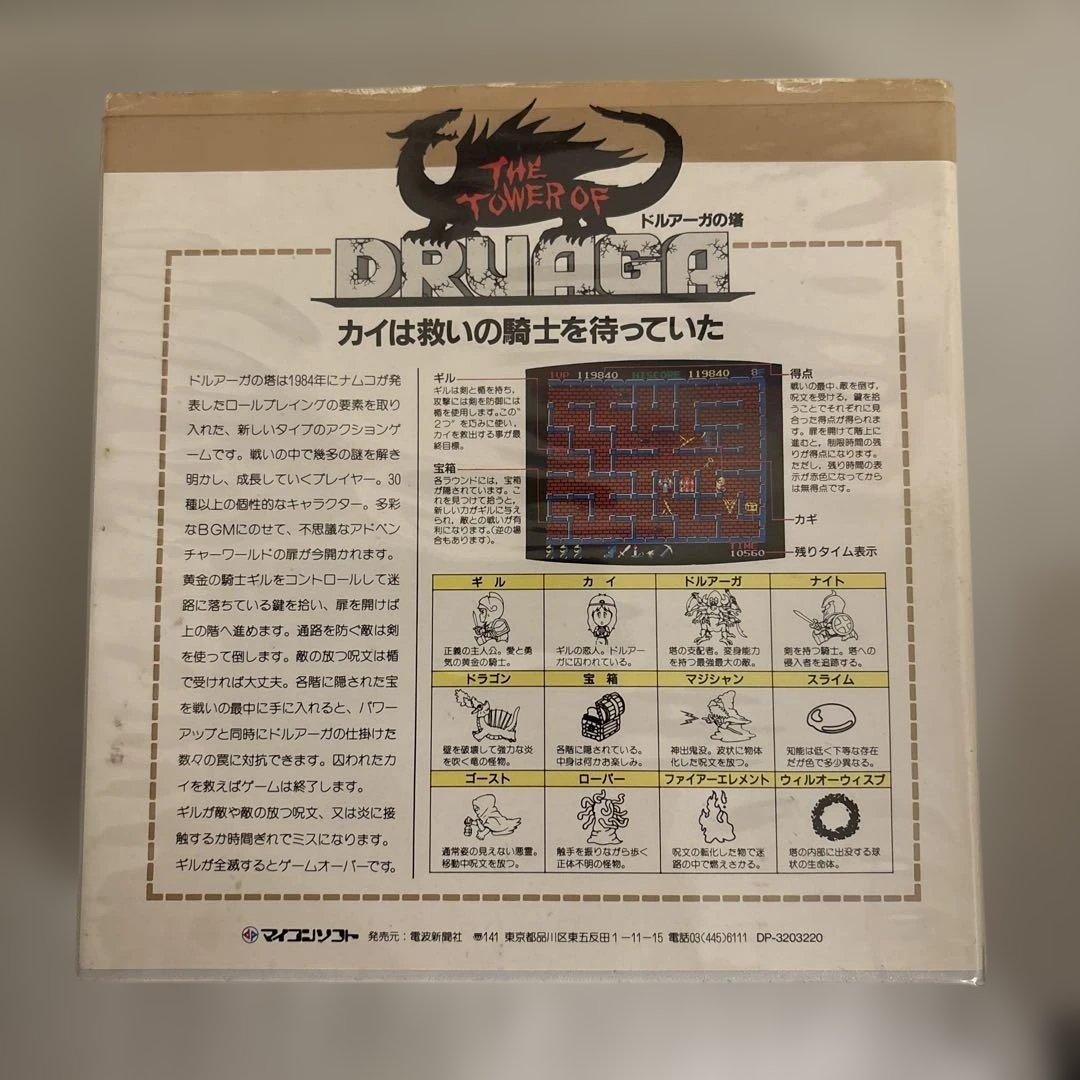 THE
TOWER OF
ドルアーガの塔
DRUAGA
カイは救いの騎士を待っていた
ドルアーガの塔は1984年にナムコが発
表したロールプレイングの要素を取り
入れた、新しいタイプのアクションゲ
ームです。戦いの中で幾多の謎を解き
明かし、成長していくプレイヤー。30
種以上の個性的なキャラクター。多彩
なBGMにのせて、不思議なアドベン
チャーワールドの扉が今開かれます。
黄金の騎士ギルをコントロールして迷
路に落ちている鍵を拾い、扉を開けば
上の階へ進めます。通路を防ぐ敵は剣
を使って倒します。敵の放つ呪文は楯
で受ければ大丈夫。各階に隠された宝
を戦いの最中に手に入れると、パワー
アップと同時にドルアーガの仕掛けた
数々の罠に対抗できます。囚われたカ
イを救えばゲームは終了します。
ギルが敵や敵の放つ呪文、又は炎に接
触するか時間ぎれでミスになります。
ギルが全滅するとゲームオーバーです。
ギル
ギルは剣と楯を持ち、
攻撃には剣を防御には
楯を使用します。この"
2つ"を巧みに使い、
カイを救出する事が最
終目標。
宝箱
各ラウンドには、宝箱
が隠されています。こ
れを見つけて拾うと、
新しい力がギルに与え
られ、敵との戦いが有
利になります。(逆の場
合もあります)。
1UP 119840 HISCORE 119840 8F
TIME
10560
得点
戦いの最中、敵を倒す、
呪文を受ける、鍵を拾
うことでそれぞれに見
合った得点が得られま
す。扉を開けて階上に
進むと、制限時間の残
りが得点になります。
ただし、残り時間の表
示が赤色になってから
は無得点です。
カギ
残りタイム表示
ギル
正義の主人公。愛と勇
気の黄金の騎士。
カイ
ギルの恋人。ドルアー
ガに囚われている。
ドルアーガ
塔の支配者。変身能力
を持つ最強最大の敵。
ナイト
剣を持つ騎士。塔への
侵入者を追跡する。
ドラゴン
壁を破壊して強力な炎
を吹く竜の怪物。
宝箱
各階に隠されている。
中身は何かお楽しみ。
マジシャン
神出鬼没。波状に物体
化した呪文を放つ。
スライム
知能は低く下等な存在
だが色で多少異なる。
ゴースト
通常姿の見えない悪霊。
移動中呪文を放つ。
ローパー
触手を振りながら歩く
正体不明の怪物。
ファイアーエレメント
呪文の転化した物で迷
路の中で燃えさかる。
ウィルオーウィスプ
塔の内部に出没する球
状の生命体。
マイコンソフト 発売元：電波新聞社 〠141 東京都品川区東五反田1-11-15 電話03(445)6111 DP-3203220